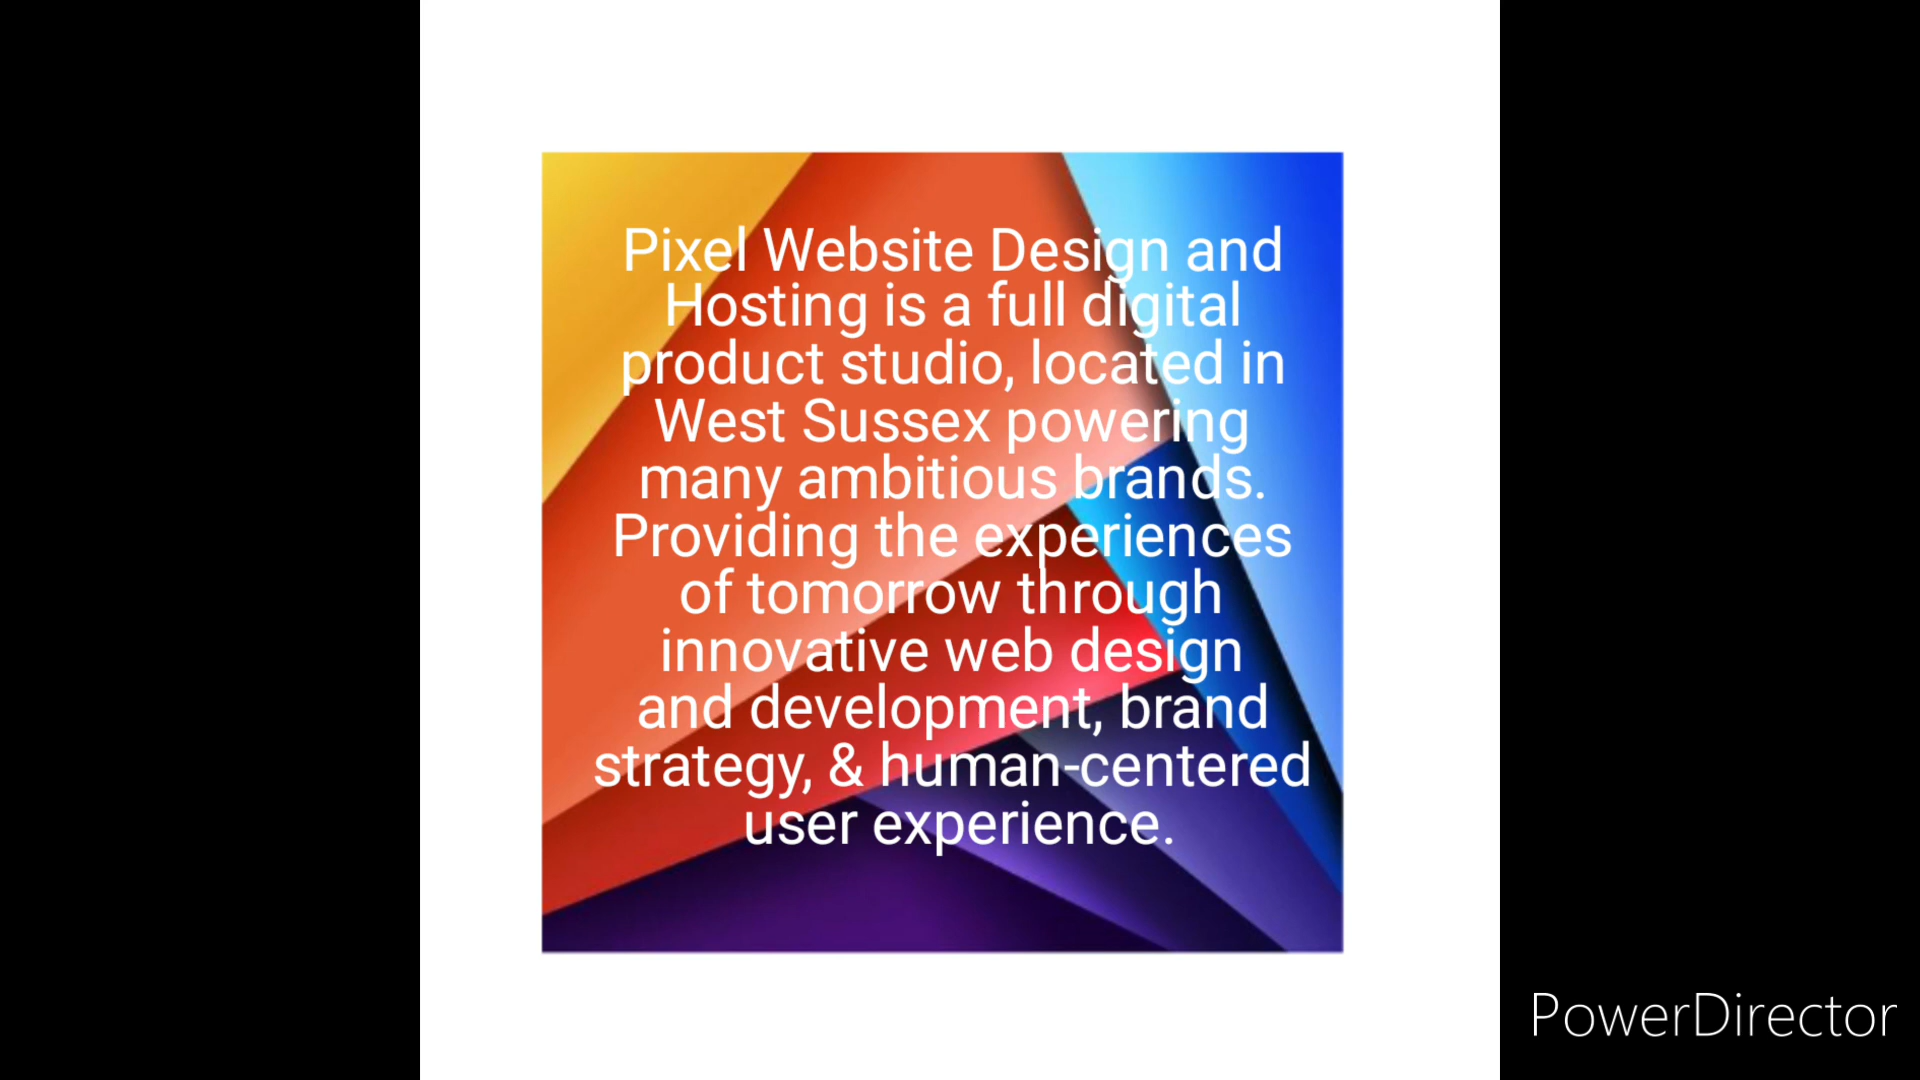 Pixel Website Design and
Hosting is a full digital
product studio, located in
West Sussex powering
many ambitious brands.
Providing the experiences
of tomorrow through
innovative web design
and development, brand
strategy, & human-centered
user experience.
PowerDirector